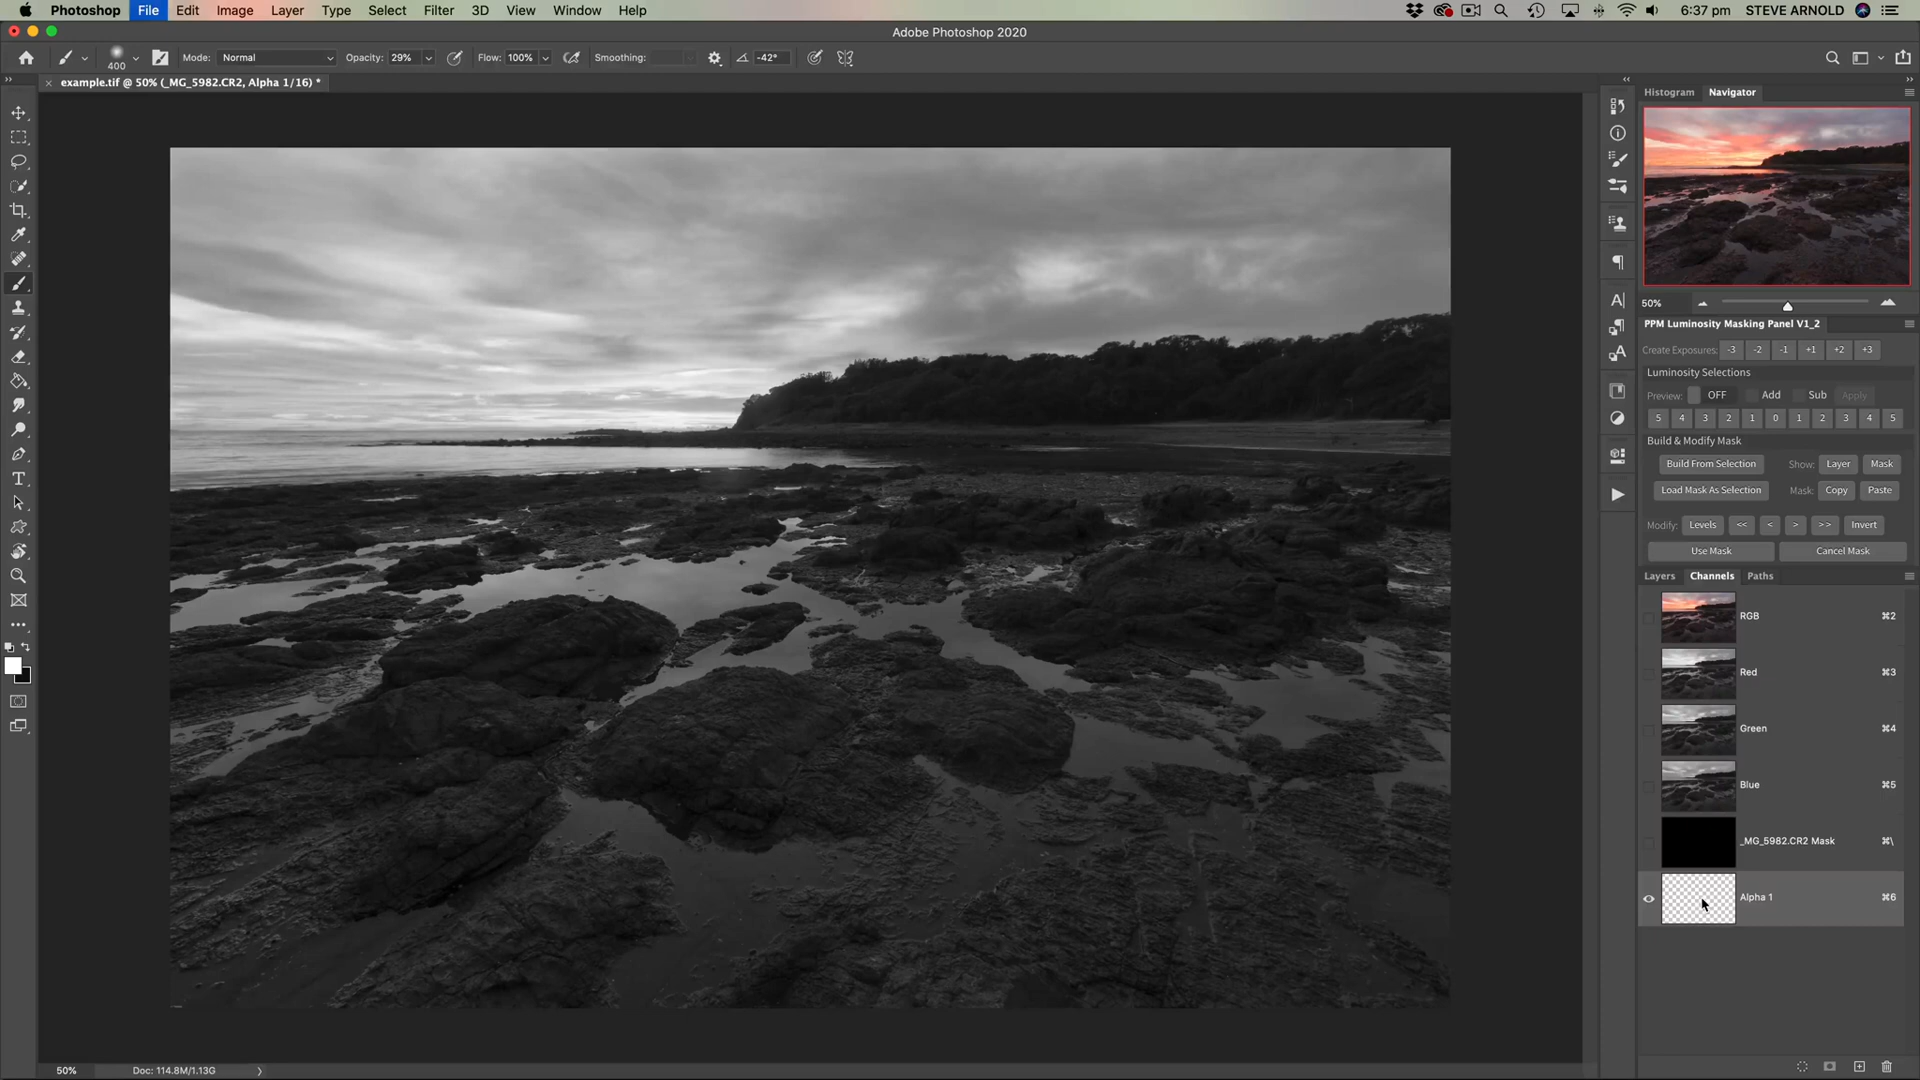 Photoshop File Edit Image Layer Type Select Filter 3D View Window Help 6:37 pm STEVE ARNOLD
Adobe Photoshop 2020
400 Mode: Normal Opacity: 29% Flow: 100% Smoothing: -42°
example.tif @ 50% (_MG_5982.CR2, Alpha 1/16) *
Histogram Navigator
50%
PPM Luminosity Masking Panel V1_2
Create Exposures: -3 -2 -1 +1 +2 +3
Luminosity Selections
Preview: OFF Add Sub Apply
5 4 3 2 1 0 1 2 3 4 5
Build & Modify Mask
Build From Selection Show: Layer Mask
Load Mask As Selection Mask: Copy Paste
Modify: Levels << < > >> Invert
Use Mask Cancel Mask
Layers Channels Paths
RGB ⌘2
Red ⌘3
Green ⌘4
Blue ⌘5
_MG_5982.CR2 Mask ⌘\
Alpha 1 ⌘6
50% Doc: 114.8M/1.13G